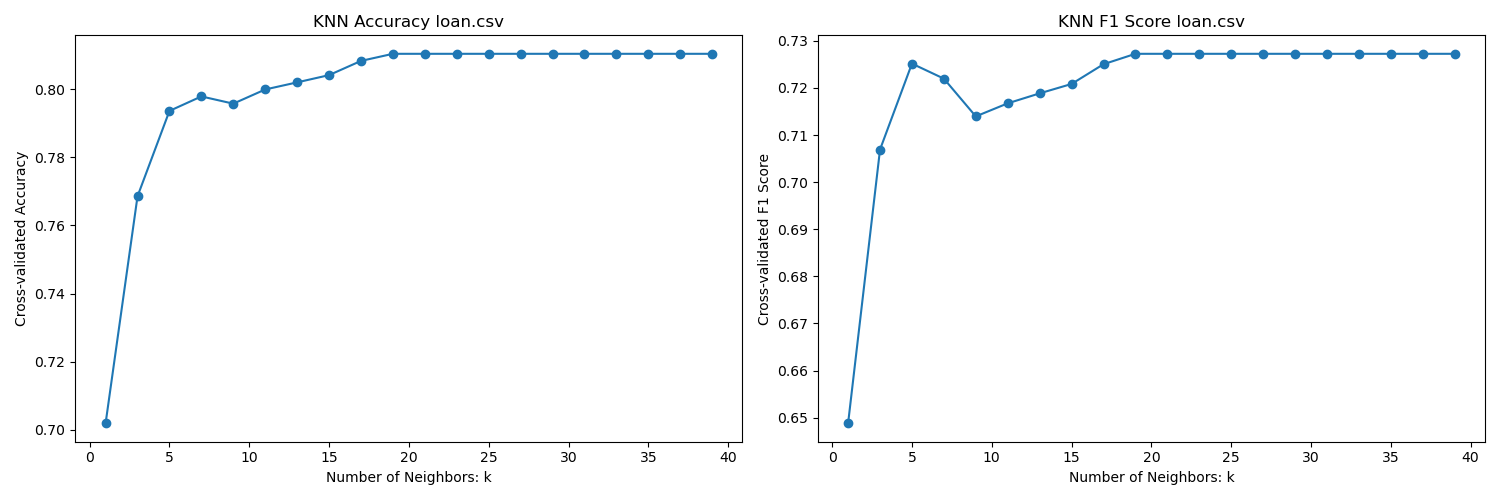 KNN Accuracy loan.csv
Cross-validated Accuracy
0.80
0.78
0.76
0.74
0.72
0.70
0 5 10 15 20 25 30 35 40
Number of Neighbors: k
KNN F1 Score loan.csv
Cross-validated F1 Score
0.73
0.72
0.71
0.70
0.69
0.68
0.67
0.66
0.65
0 5 10 15 20 25 30 35 40
Number of Neighbors: k